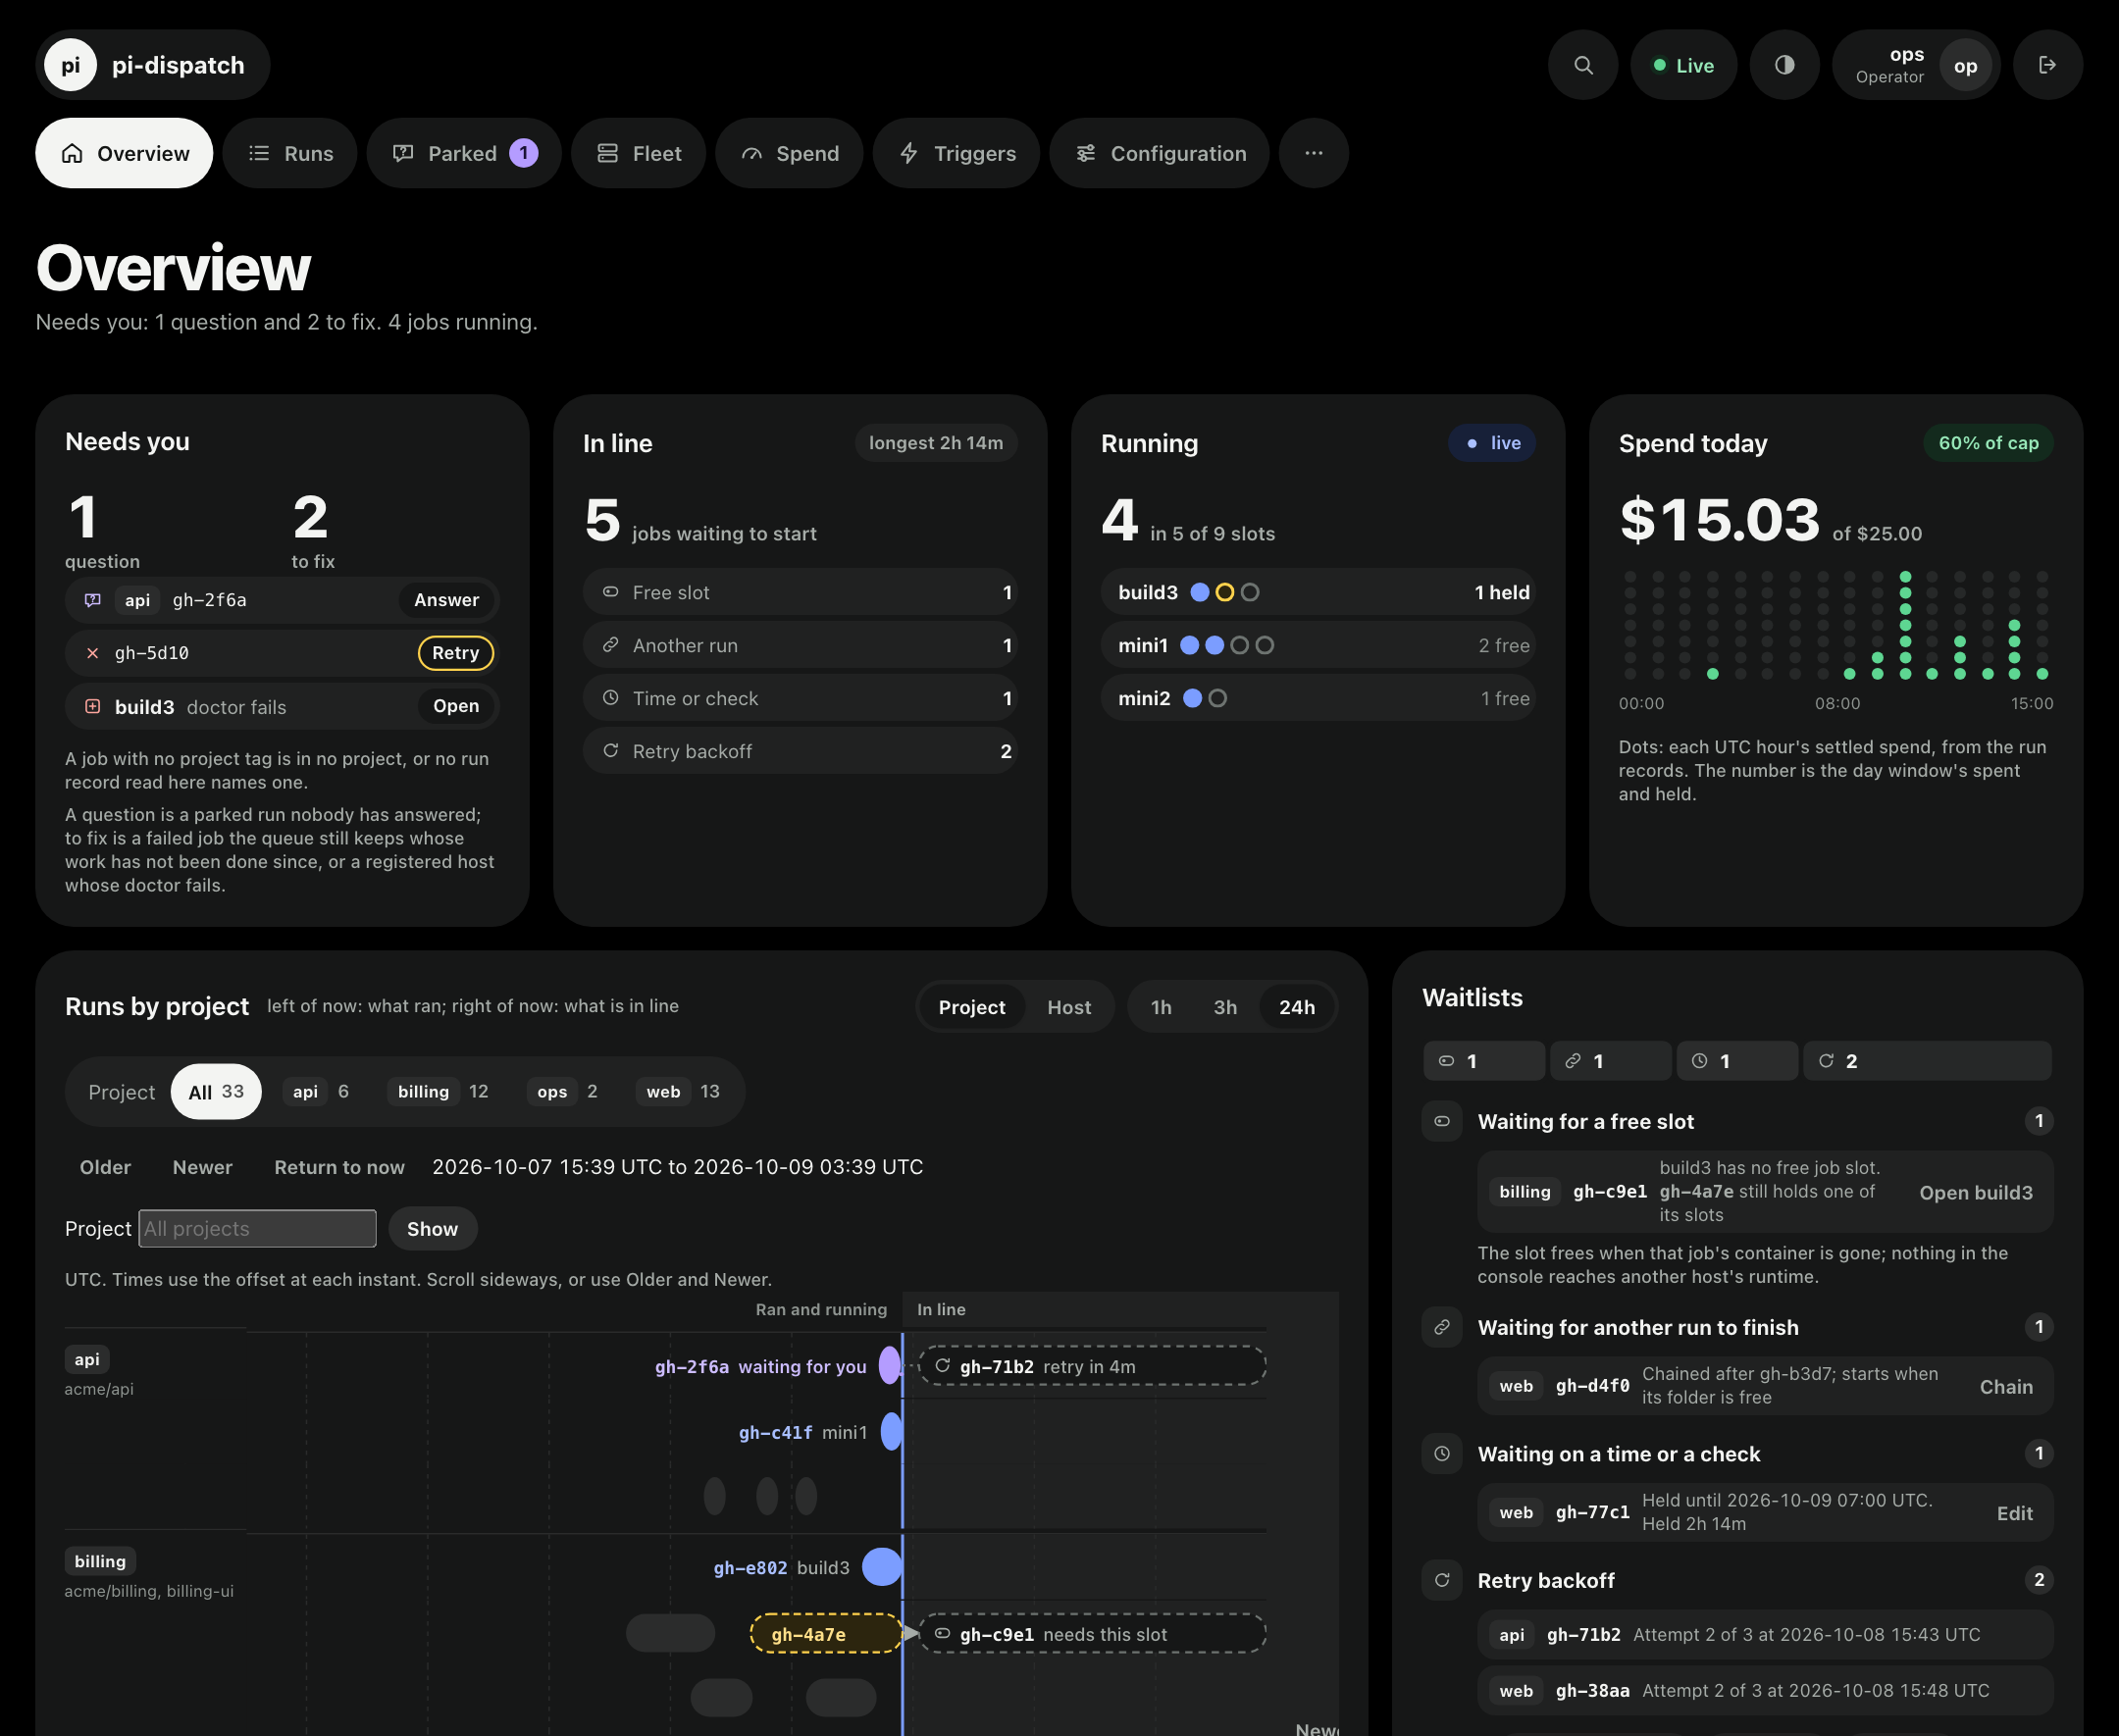 pi pi-dispatch
Live
ops
Operator
op
Overview Runs Parked 1 Fleet Spend Triggers Configuration ...
Overview
Needs you: 1 question and 2 to fix. 4 jobs running.
Needs you
1 2
question to fix
api gh-2f6a Answer
gh-5d10 Retry
build3 doctor fails Open
A job with no project tag is in no project, or no run
record read here names one.
A question is a parked run nobody has answered;
to fix is a failed job the queue still keeps whose
work has not been done since, or a registered host
whose doctor fails.
In line longest 2h 14m
5 jobs waiting to start
Free slot 1
Another run 1
Time or check 1
Retry backoff 2
Running live
4 in 5 of 9 slots
build3 1 held
mini1 2 free
mini2 1 free
Spend today 60% of cap
$15.03 of $25.00
00:00 08:00 15:00
Dots: each UTC hour's settled spend, from the run
records. The number is the day window's spent
and held.
Runs by project left of now: what ran; right of now: what is in line
Project Host 1h 3h 24h
Project All 33 api 6 billing 12 ops 2 web 13
Older Newer Return to now 2026-10-07 15:39 UTC to 2026-10-09 03:39 UTC
Project All projects Show
UTC. Times use the offset at each instant. Scroll sideways, or use Older and Newer.
Ran and running In line
api
acme/api
gh-2f6a waiting for you gh-71b2 retry in 4m
gh-c41f mini1
billing
acme/billing, billing-ui
gh-e802 build3
gh-4a7e gh-c9e1 needs this slot
Waitlists
1 1 1 2
Waiting for a free slot 1
billing gh-c9e1 build3 has no free job slot.
gh-4a7e still holds one of
its slots
Open build3
The slot frees when that job's container is gone; nothing in the
console reaches another host's runtime.
Waiting for another run to finish 1
web gh-d4f0 Chained after gh-b3d7; starts when
its folder is free
Chain
Waiting on a time or a check 1
web gh-77c1 Held until 2026-10-09 07:00 UTC.
Held 2h 14m
Edit
Retry backoff 2
api gh-71b2 Attempt 2 of 3 at 2026-10-08 15:43 UTC
web gh-38aa Attempt 2 of 3 at 2026-10-08 15:48 UTC